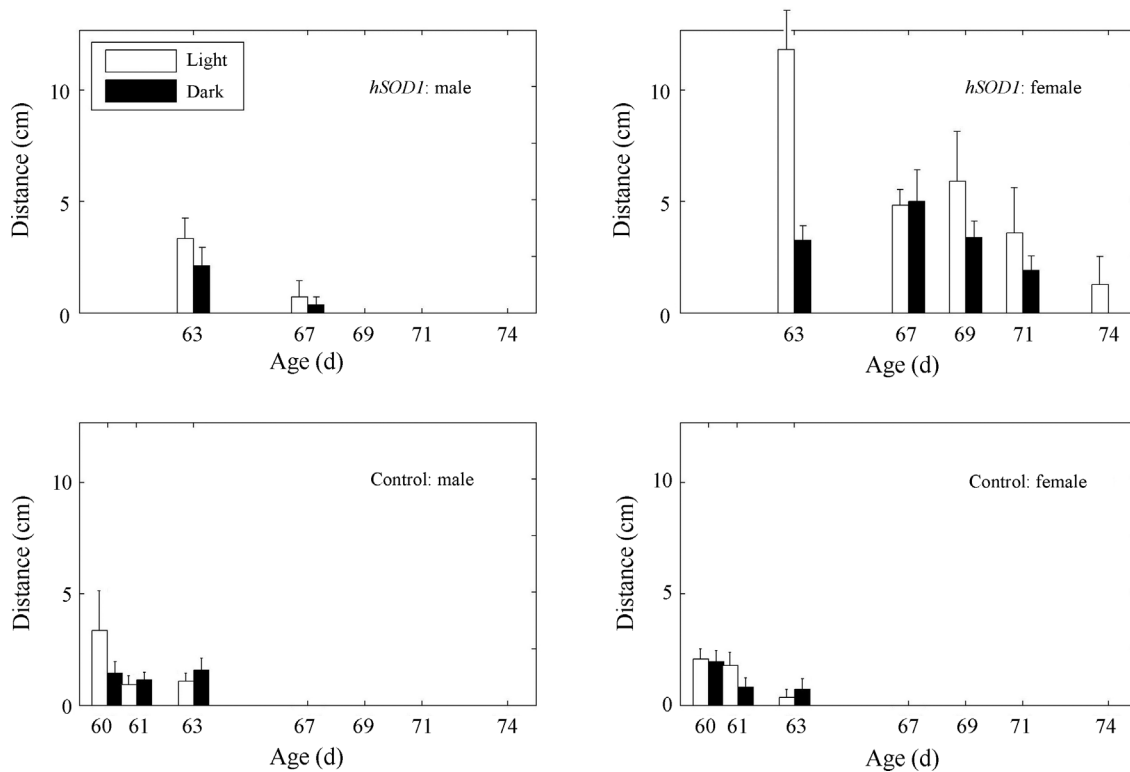 Light
Dark
hSOD1: male
10
5
0
Distance (cm)
63 67 69 71 74
Age (d)
hSOD1: female
10
5
0
Distance (cm)
63 67 69 71 74
Age (d)
Control: male
10
5
0
Distance (cm)
60 61 63 67 69 71 74
Age (d)
Control: female
10
5
0
Distance (cm)
60 61 63 67 69 71 74
Age (d)